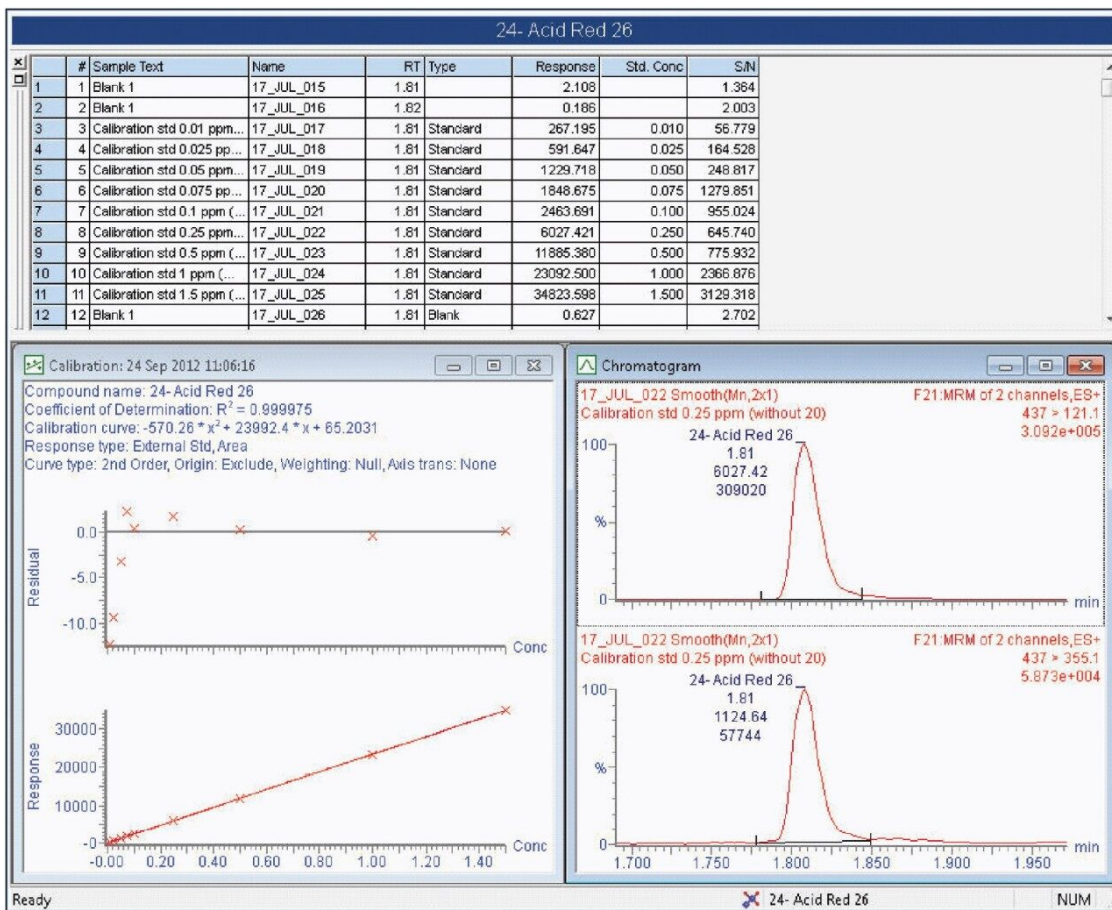 24- Acid Red 26
# Sample Text Name RT Type Response Std. Conc S/N
1 1 Blank 1 17_JUL_015 1.81 2.108 1.364
2 2 Blank 1 17_JUL_016 1.82 0.186 2.003
3 3 Calibration std 0.01 ppm... 17_JUL_017 1.81 Standard 267.195 0.010 56.779
4 4 Calibration std 0.025 pp... 17_JUL_018 1.81 Standard 591.647 0.025 164.528
5 5 Calibration std 0.05 ppm... 17_JUL_019 1.81 Standard 1229.718 0.050 248.817
6 6 Calibration std 0.075 pp... 17_JUL_020 1.81 Standard 1848.675 0.075 1279.851
7 7 Calibration std 0.1 ppm (... 17_JUL_021 1.81 Standard 2463.691 0.100 955.024
8 8 Calibration std 0.25 ppm... 17_JUL_022 1.81 Standard 6027.421 0.250 645.740
9 9 Calibration std 0.5 ppm (... 17_JUL_023 1.81 Standard 11885.380 0.500 775.932
10 10 Calibration std 1 ppm (... 17_JUL_024 1.81 Standard 23092.500 1.000 2366.876
11 11 Calibration std 1.5 ppm (... 17_JUL_025 1.81 Standard 34823.598 1.500 3129.318
12 12 Blank 1 17_JUL_026 1.81 Blank 0.627 2.702
Calibration: 24 Sep 2012 11:06:16
Compound name: 24- Acid Red 26
Coefficient of Determination: R² = 0.999975
Calibration curve: -570.26 * x² + 23992.4 * x + 65.2031
Response type: External Std, Area
Curve type: 2nd Order, Origin: Exclude, Weighting: Null, Axis trans: None
Residual
0.0
-5.0
-10.0
Conc
Response
30000
20000
10000
-0
-0.00 0.20 0.40 0.60 0.80 1.00 1.20 1.40
Conc
Chromatogram
17_JUL_022 Smooth(Mn,2x1) F21:MRM of 2 channels,ES+
Calibration std 0.25 ppm (without 20) 437 > 121.1
3.092e+005
100
24- Acid Red 26
1.81
6027.42
309020
%
0
min
17_JUL_022 Smooth(Mn,2x1) F21:MRM of 2 channels,ES+
Calibration std 0.25 ppm (without 20) 437 > 355.1
5.873e+004
100
24- Acid Red 26
1.81
1124.64
57744
%
0
min
1.700 1.750 1.800 1.850 1.900 1.950
Ready 24- Acid Red 26 NUM